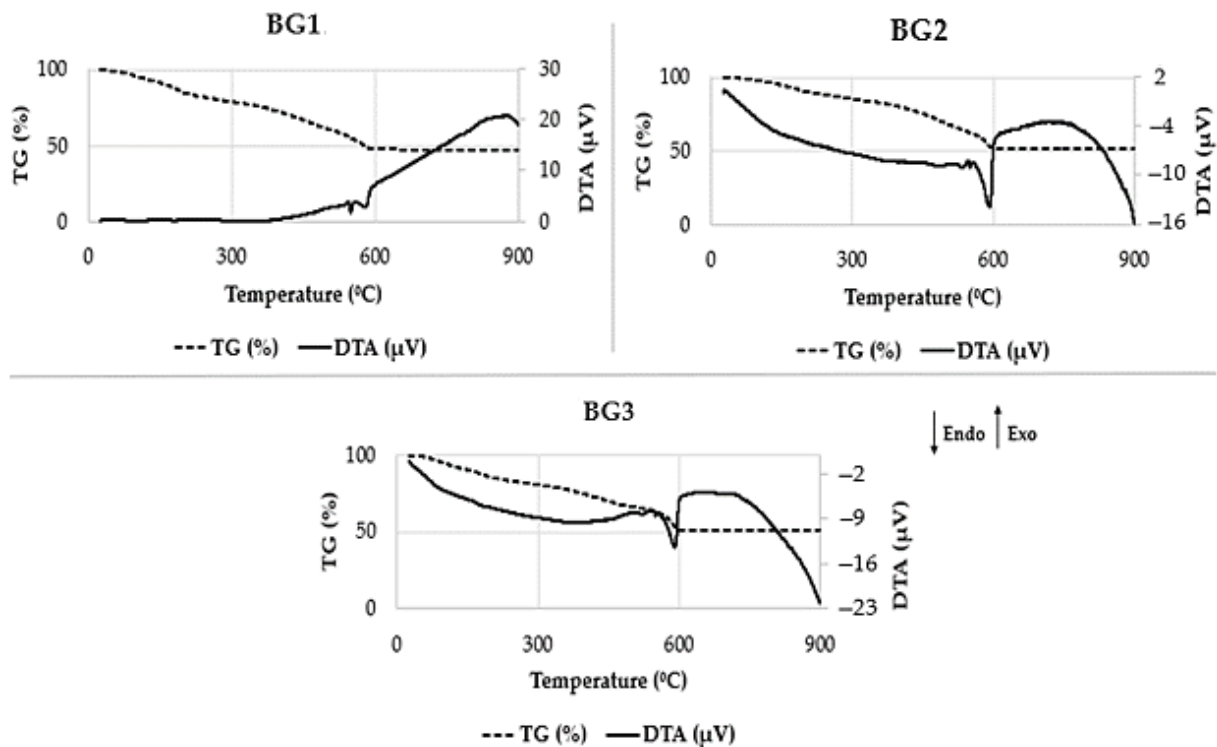 BG1
TG (%)
100
50
0
DTA (µV)
30
20
10
0
0 300 600 900
Temperature (⁰C)
TG (%) DTA (µV)
BG2
TG (%)
100
50
0
DTA (µV)
2
−4
−10
−16
0 300 600 900
Temperature (⁰C)
TG (%) DTA (µV)
BG3
Endo Exo
TG (%)
100
50
0
DTA (µV)
−2
−9
−16
−23
0 300 600 900
Temperature (⁰C)
TG (%) DTA (µV)